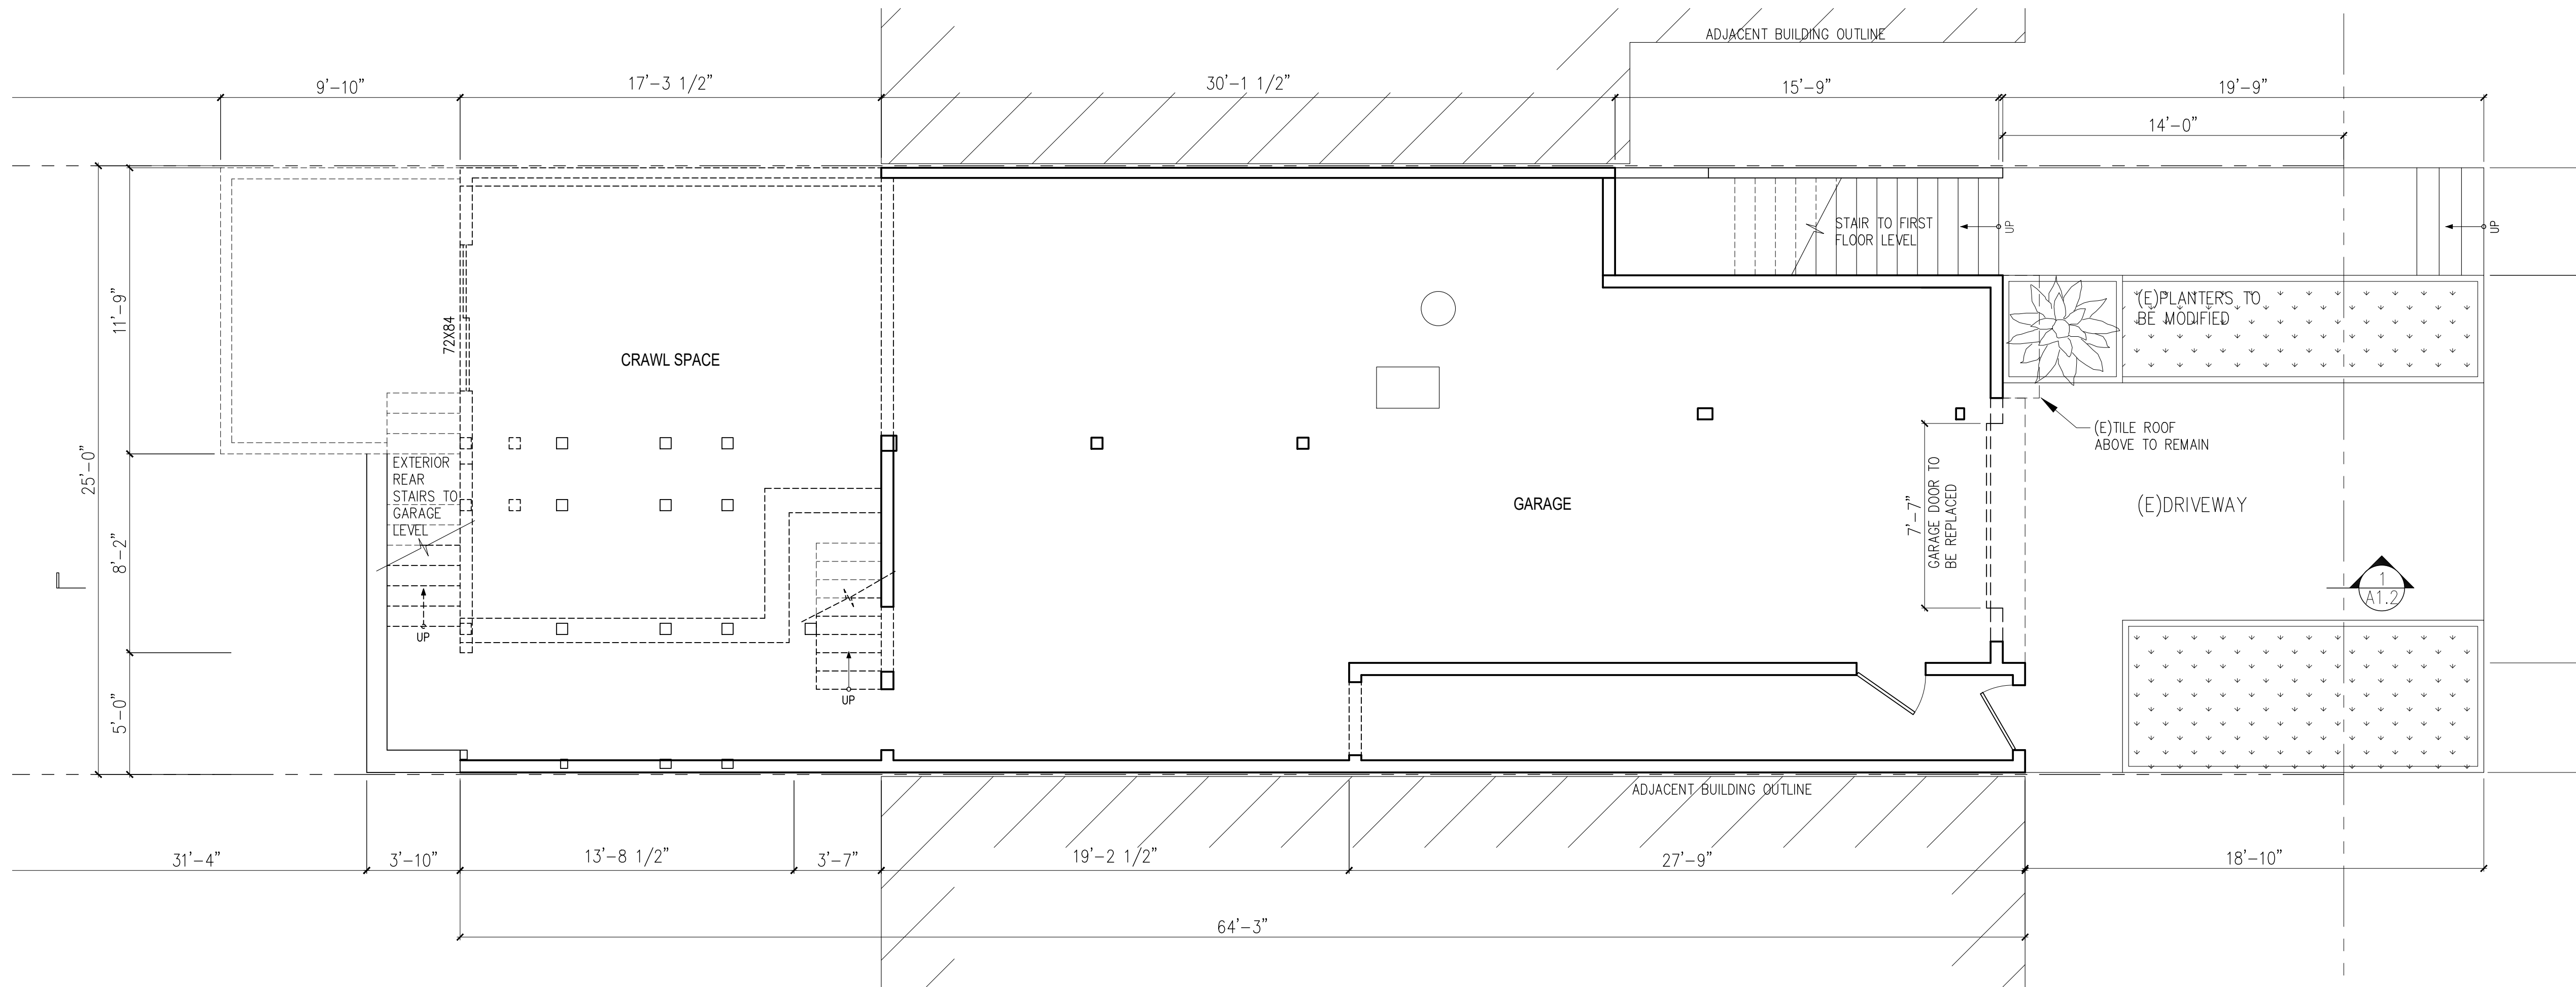 ADJACENT BUILDING OUTLINE
9'-10"
17'-3 1/2"
30'-1 1/2"
15'-9"
19'-9"
14'-0"
STAIR TO FIRST
FLOOR LEVEL
UP
UP
11'-9"
72X84
CRAWL SPACE
(E)PLANTERS TO
BE MODIFIED
(E)TILE ROOF
ABOVE TO REMAIN
25'-0"
EXTERIOR
REAR
STAIRS TO
GARAGE
LEVEL
GARAGE
7'-7"
GARAGE DOOR TO
BE REPLACED
(E)DRIVEWAY
8'-2"
1
A1.2
UP
UP
5'-0"
ADJACENT BUILDING OUTLINE
31'-4"
3'-10"
13'-8 1/2"
3'-7"
19'-2 1/2"
27'-9"
18'-10"
64'-3"